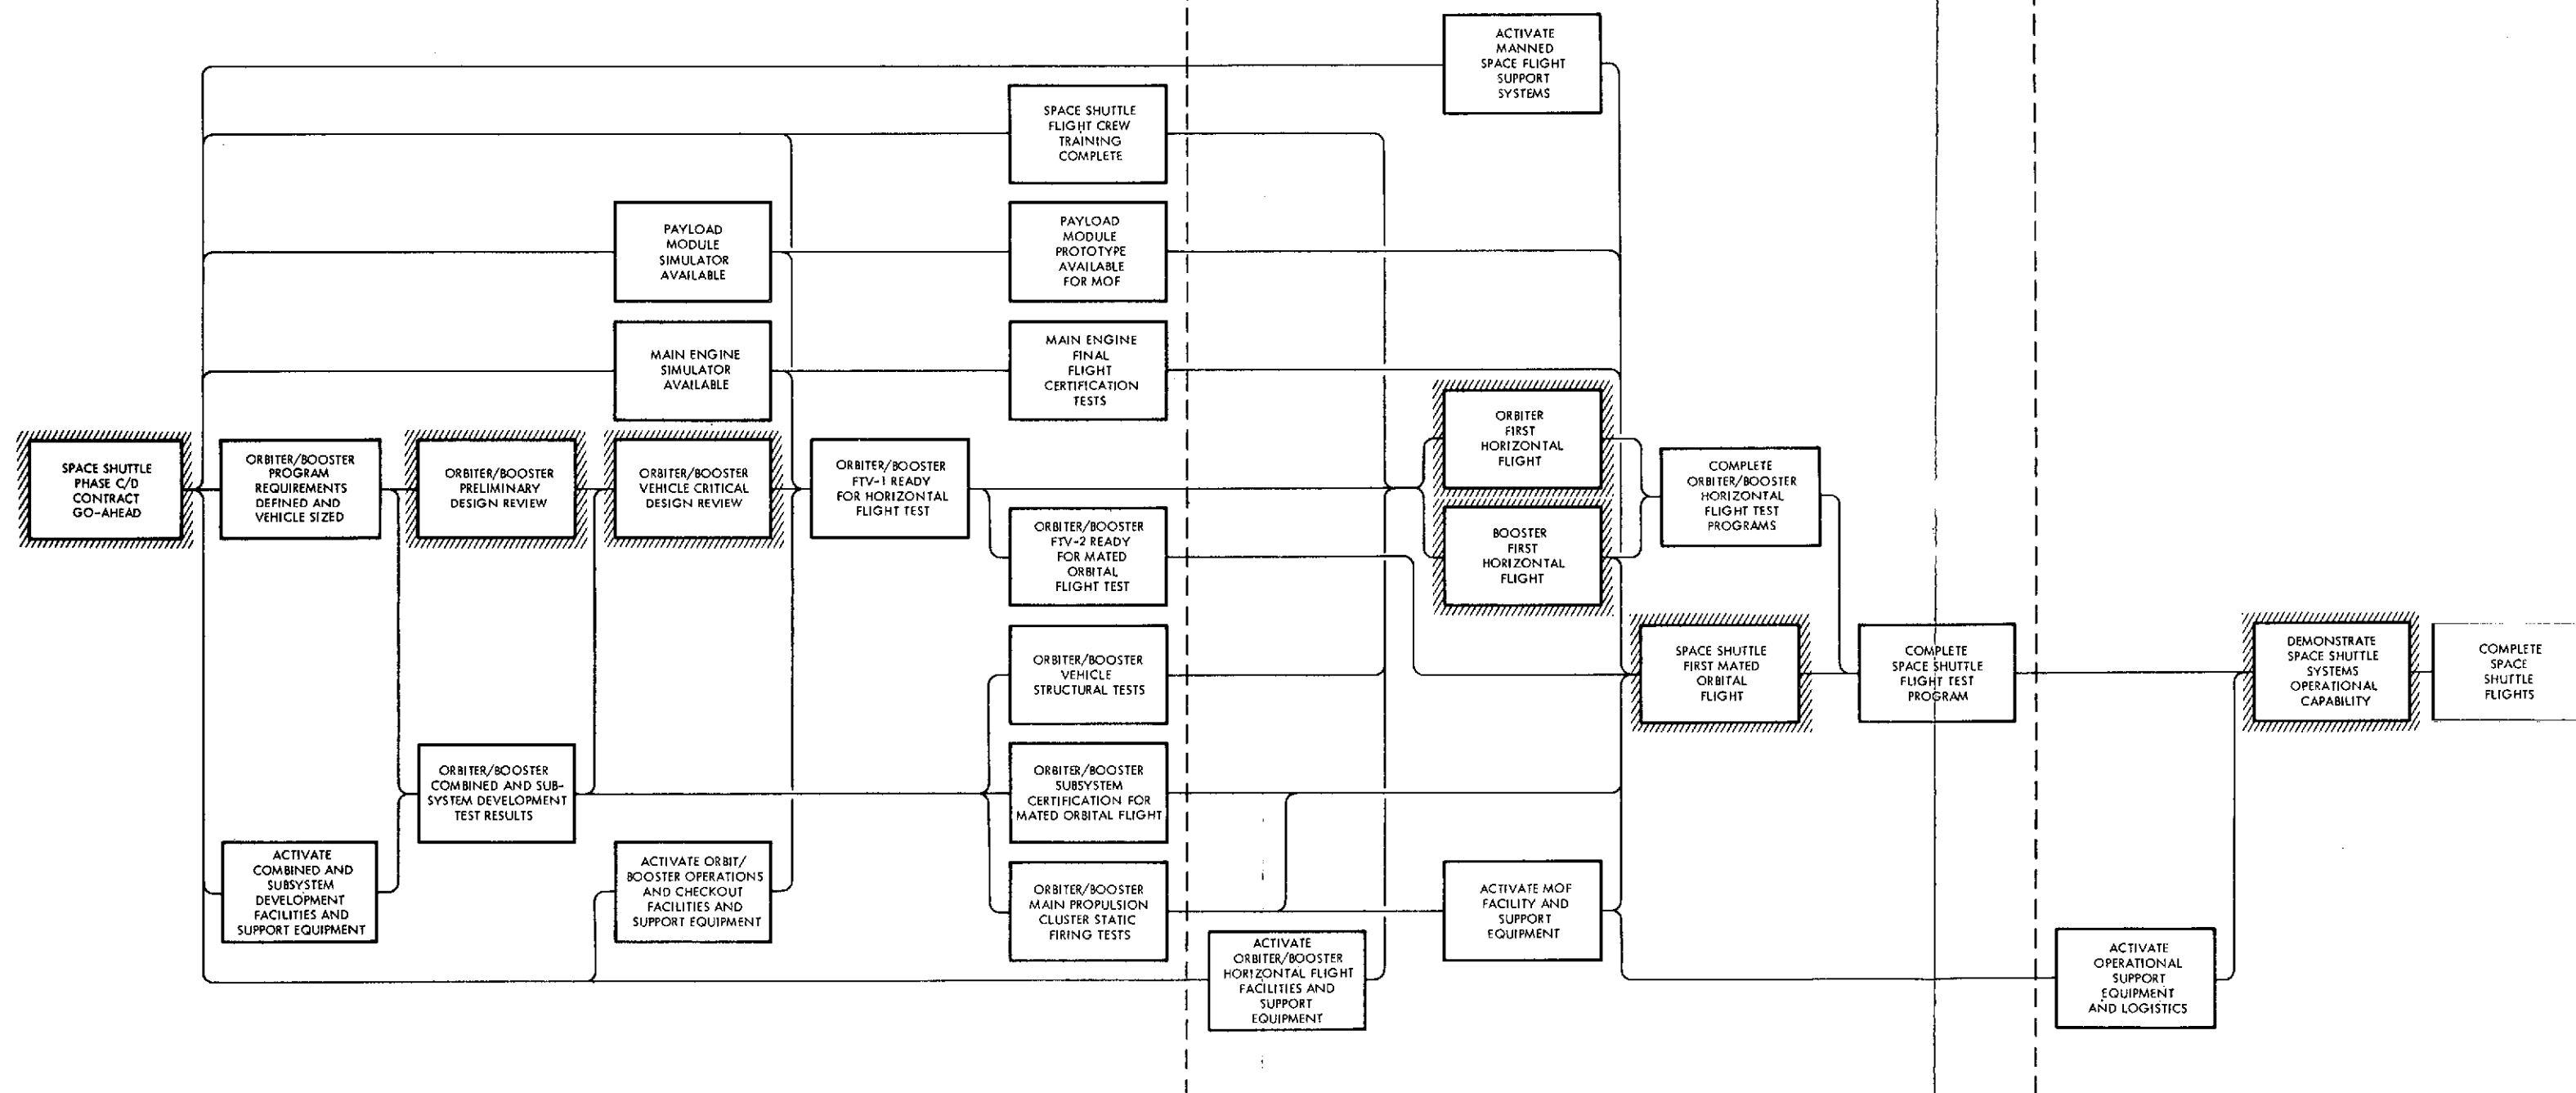 ACTIVATE
MANNED
SPACE FLIGHT
SUPPORT
SYSTEMS
SPACE SHUTTLE
FLIGHT CREW
TRAINING
COMPLETE
PAYLOAD
MODULE
SIMULATOR
AVAILABLE
PAYLOAD
MODULE
PROTOTYPE
AVAILABLE
FOR MOF
MAIN ENGINE
SIMULATOR
AVAILABLE
MAIN ENGINE
FINAL
FLIGHT
CERTIFICATION
TESTS
SPACE SHUTTLE
PHASE C/D
CONTRACT
GO-AHEAD
ORBITER/BOOSTER
PROGRAM
REQUIREMENTS
DEFINED AND
VEHICLE SIZED
ORBITER/BOOSTER
PRELIMINARY
DESIGN REVIEW
ORBITER/BOOSTER
VEHICLE CRITICAL
DESIGN REVIEW
ORBITER/BOOSTER
FTV-1 READY
FOR HORIZONTAL
FLIGHT TEST
ORBITER/BOOSTER
FTV-2 READY
FOR MATED
ORBITAL
FLIGHT TEST
ORBITER
FIRST
HORIZONTAL
FLIGHT
BOOSTER
FIRST
HORIZONTAL
FLIGHT
COMPLETE
ORBITER/BOOSTER
HORIZONTAL
FLIGHT TEST
PROGRAMS
ORBITER/BOOSTER
VEHICLE
STRUCTURAL TESTS
SPACE SHUTTLE
FIRST MATED
ORBITAL
FLIGHT
COMPLETE
SPACE SHUTTLE
FLIGHT TEST
PROGRAM
DEMONSTRATE
SPACE SHUTTLE
SYSTEMS
OPERATIONAL
CAPABILITY
COMPLETE
SPACE
SHUTTLE
FLIGHTS
ORBITER/BOOSTER
COMBINED AND SUB-
SYSTEM DEVELOPMENT
TEST RESULTS
ORBITER/BOOSTER
SUBSYSTEM
CERTIFICATION FOR
MATED ORBITAL FLIGHT
ACTIVATE
COMBINED AND
SUBSYSTEM
DEVELOPMENT
FACILITIES AND
SUPPORT EQUIPMENT
ACTIVATE ORBIT/
BOOSTER OPERATIONS
AND CHECKOUT
FACILITIES AND
SUPPORT EQUIPMENT
ORBITER/BOOSTER
MAIN PROPULSION
CLUSTER STATIC
FIRING TESTS
ACTIVATE MOF
FACILITY AND
SUPPORT
EQUIPMENT
ACTIVATE
ORBITER/BOOSTER
HORIZONTAL FLIGHT
FACILITIES AND
SUPPORT
EQUIPMENT
ACTIVATE
OPERATIONAL
SUPPORT
EQUIPMENT
AND LOGISTICS